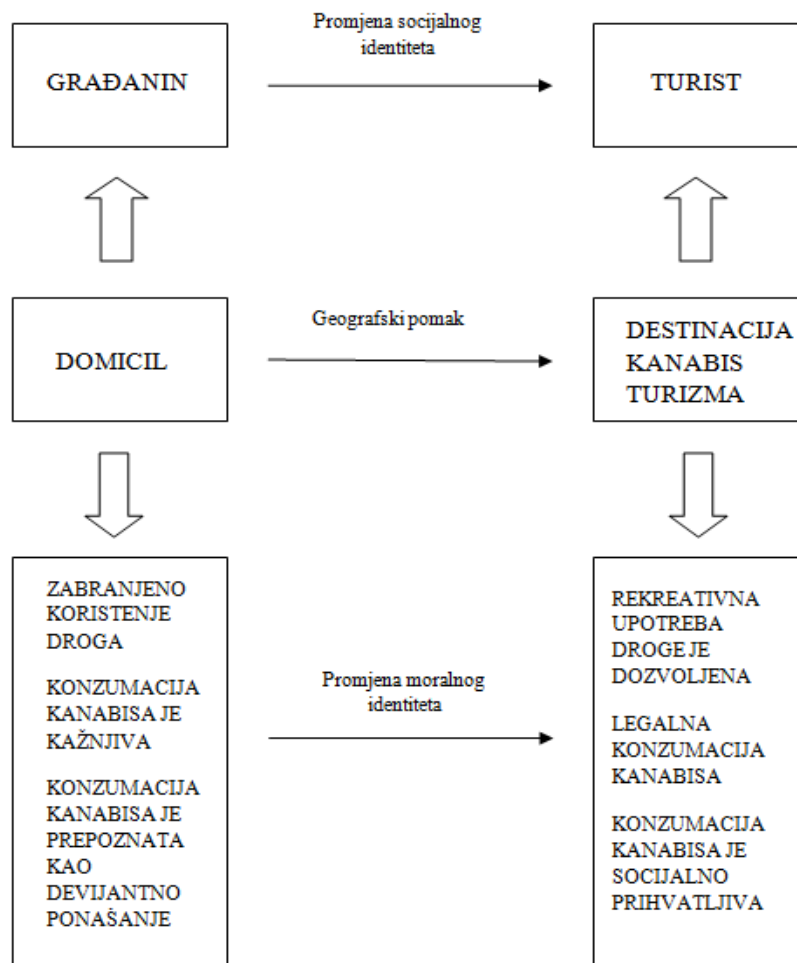 Promjena socijalnog
identiteta
GRAĐANIN
TURIST
Geografski pomak
DOMICIL
DESTINACIJA
KANABIS
TURIZMA
ZABRANJENO
KORISTENJE
DROGA
KONZUMACIJA
KANABISA JE
KAŽNJIVA
KONZUMACIJA
KANABISA JE
PREPOZNATA
KAO
DEVIJANTNO
PONAŠANJE
Promjena moralnog
identiteta
REKREATIVNA
UPOTREBA
DROGE JE
DOZVOLJENA
LEGALNA
KONZUMACIJA
KANABISA
KONZUMACIJA
KANABISA JE
SOCIJALNO
PRIHVATLJIVA